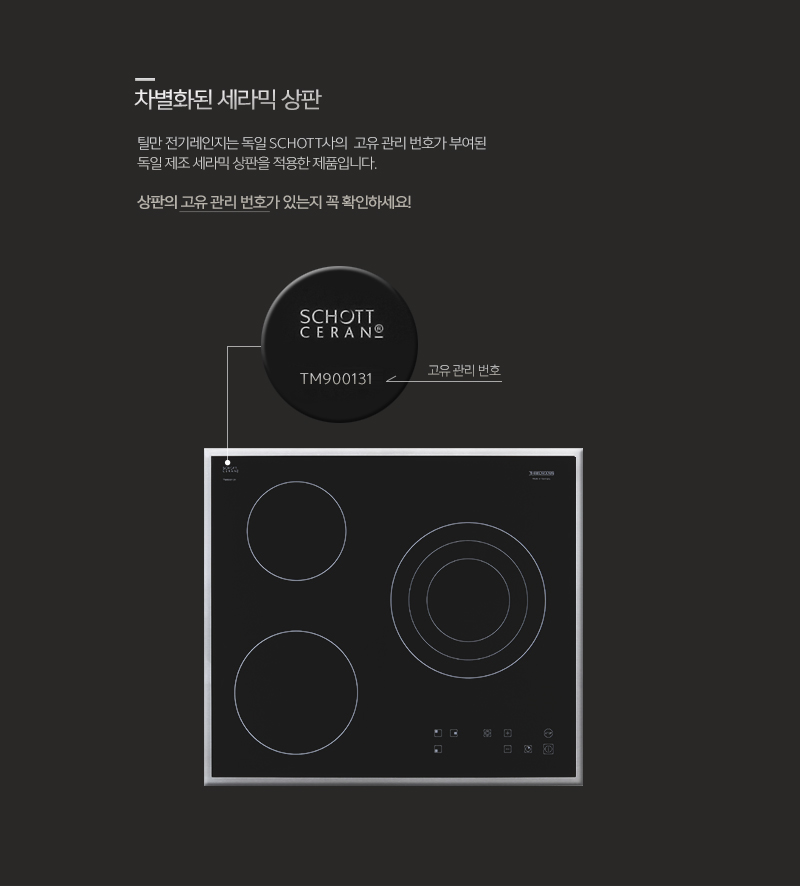 차별화된 세라믹 상판
틸만 전기레인지는 독일 SCHOTT사의 고유 관리 번호가 부여된
독일 제조 세라믹 상판을 적용한 제품입니다.
상판의 고유 관리 번호가 있는지 꼭 확인하세요!
SCHOTT
CERAN®
TM900131
고유 관리 번호
SCHOTT
CERAN